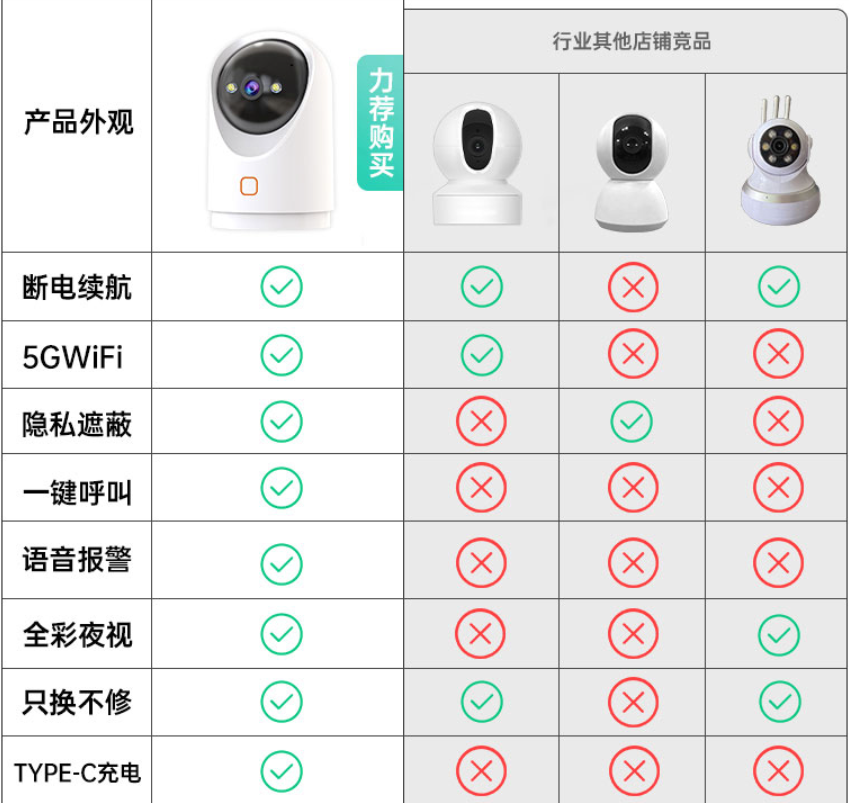 行业其他店铺竞品
产品外观
力荐购买
断电续航
5GWiFi
隐私遮蔽
一键呼叫
语音报警
全彩夜视
只换不修
TYPE-C充电